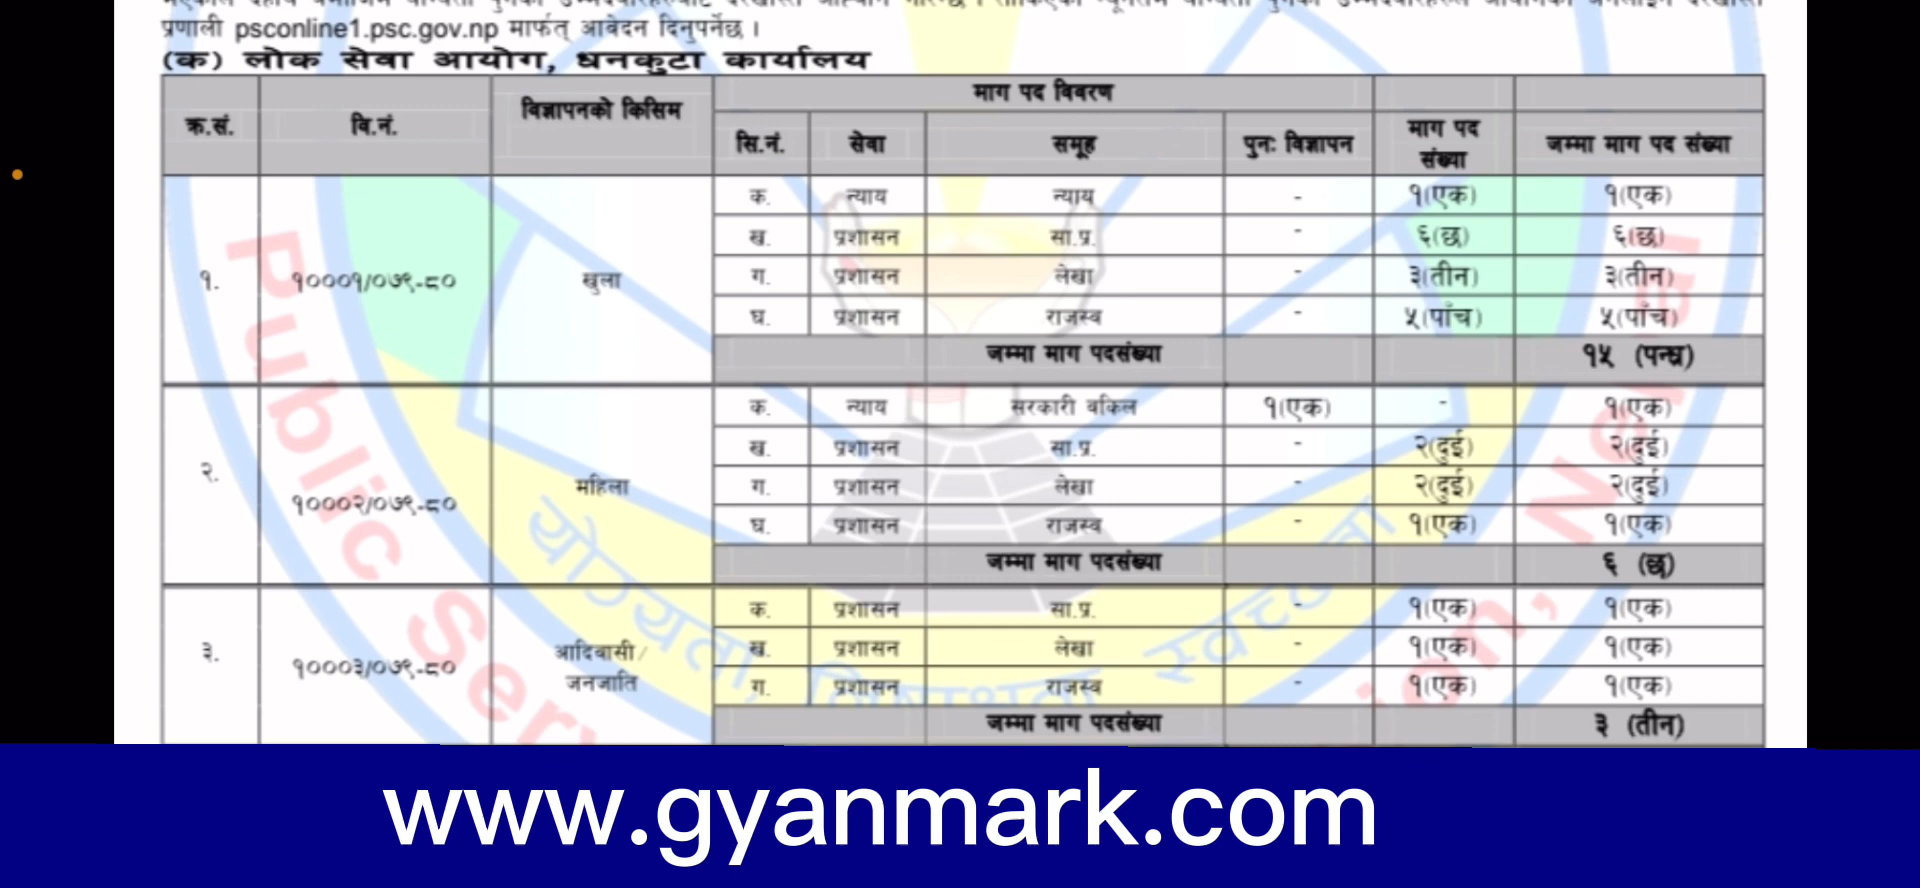 प्रणाली psconline1.psc.gov.np मार्फत् आवेदन दिनुपर्नेछ ।
(क) लोक सेवा आयोग, धनकुटा कार्यालय
क्र.सं. वि.नं. विज्ञापनको किसिम माग पद विवरण
सि.नं. सेवा समूह पुनः विज्ञापन माग पद संख्या जम्मा माग पद संख्या
१. १०००१/०७९-८० खुला
क. न्याय न्याय - १(एक) १(एक)
ख. प्रशासन सा.प्र. - ६(छ) ६(छ)
ग. प्रशासन लेखा - ३(तीन) ३(तीन)
घ. प्रशासन राजस्व - ५(पाँच) ५(पाँच)
जम्मा माग पदसंख्या १५ (पन्ध्र)
२. १०००२/०७९-८० महिला
क. न्याय सरकारी वकिल १(एक) - १(एक)
ख. प्रशासन सा.प्र. - २(दुई) २(दुई)
ग. प्रशासन लेखा - २(दुई) २(दुई)
घ. प्रशासन राजस्व - १(एक) १(एक)
जम्मा माग पदसंख्या ६ (छ)
३. १०००३/०७९-८० आदिवासी/
जनजाति
क. प्रशासन सा.प्र. - १(एक) १(एक)
ख. प्रशासन लेखा - १(एक) १(एक)
ग. प्रशासन राजस्व - १(एक) १(एक)
जम्मा माग पदसंख्या ३ (तीन)
www.gyanmark.com